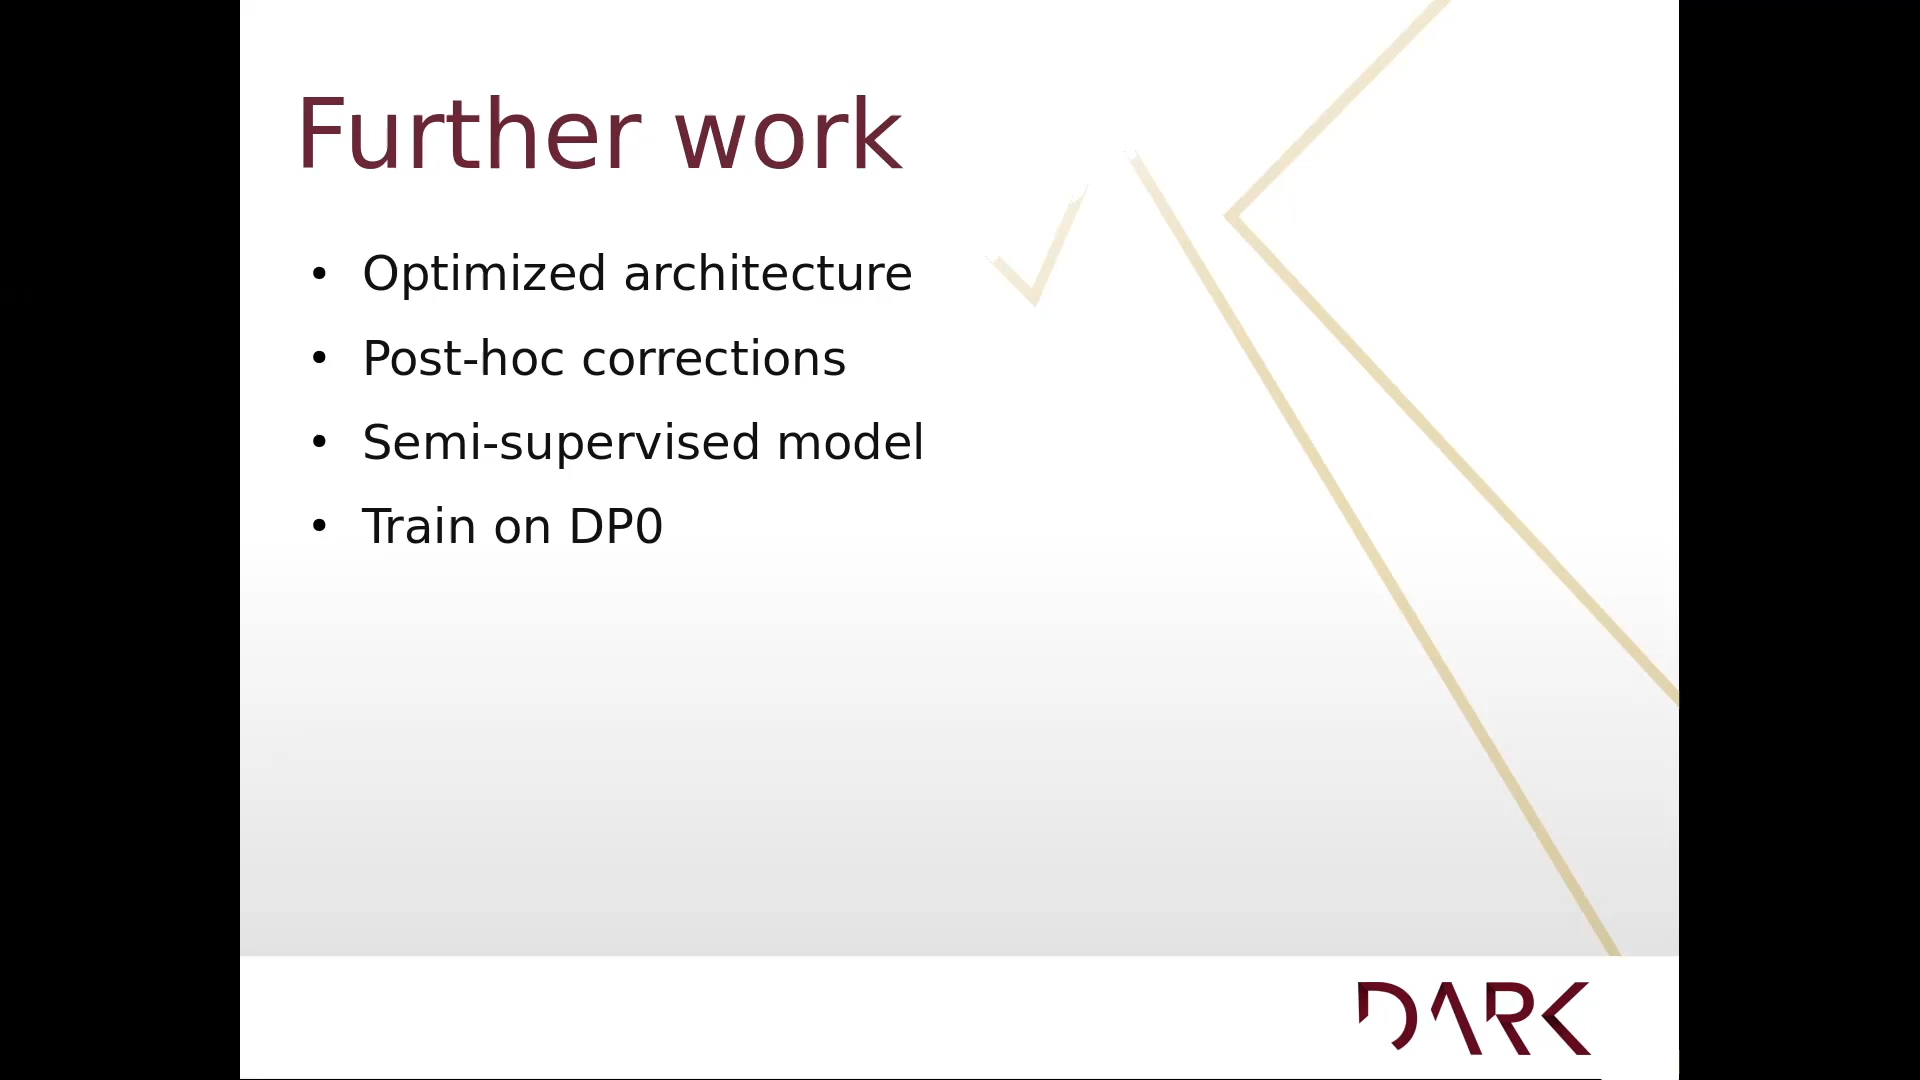 Further work
• Optimized architecture
• Post-hoc corrections
• Semi-supervised model
• Train on DP0
DARK